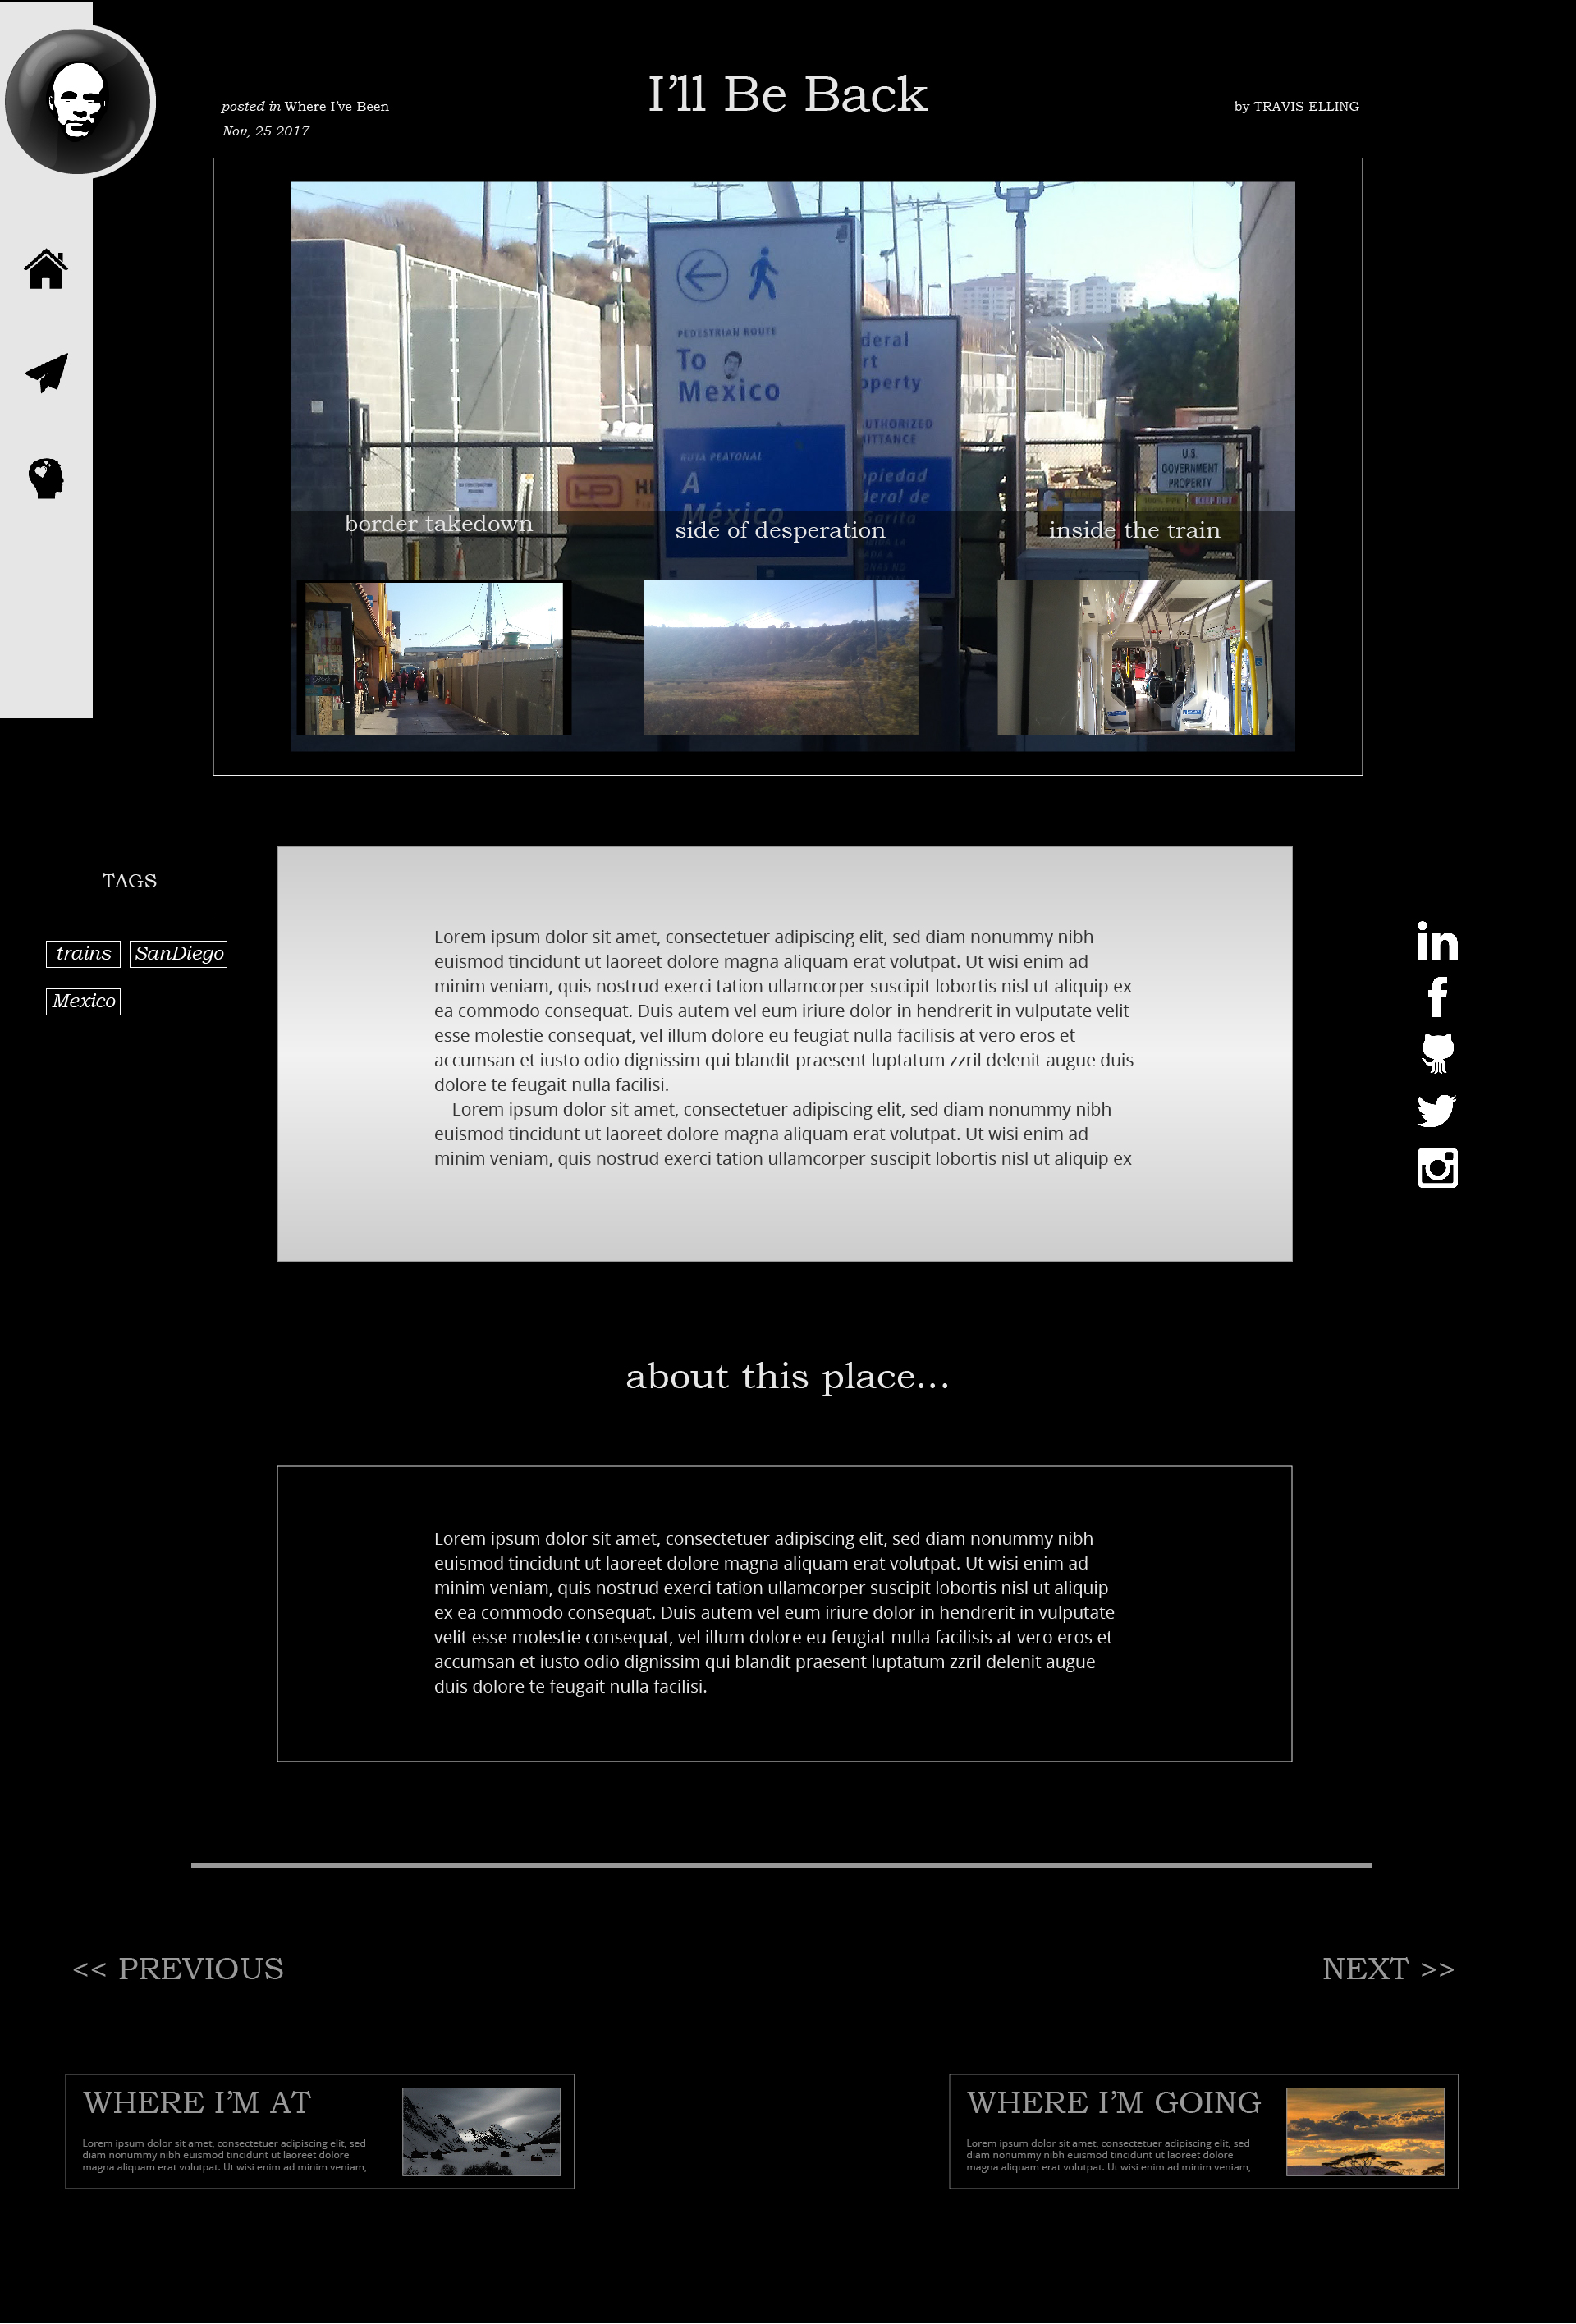 I'll Be Back
posted in Where I've Been
by TRAVIS ELLING
Nov, 25 2017
PEDESTRIAN ROUTE
To
Mexico
RUTA PEATONAL
A
México
deral
rt
operty
UTHORIZED
ITTANCE
opiedad
deral de
Garita
U.S.
GOVERNMENT
PROPERTY
WARNING
KEEP OUT
HP HI
border takedown
side of desperation
inside the train
TAGS
trains SanDiego
Mexico
Lorem ipsum dolor sit amet, consectetuer adipiscing elit, sed diam nonummy nibh
euismod tincidunt ut laoreet dolore magna aliquam erat volutpat. Ut wisi enim ad
minim veniam, quis nostrud exerci tation ullamcorper suscipit lobortis nisl ut aliquip ex
ea commodo consequat. Duis autem vel eum iriure dolor in hendrerit in vulputate velit
esse molestie consequat, vel illum dolore eu feugiat nulla facilisis at vero eros et
accumsan et iusto odio dignissim qui blandit praesent luptatum zzril delenit augue duis
dolore te feugait nulla facilisi.
Lorem ipsum dolor sit amet, consectetuer adipiscing elit, sed diam nonummy nibh
euismod tincidunt ut laoreet dolore magna aliquam erat volutpat. Ut wisi enim ad
minim veniam, quis nostrud exerci tation ullamcorper suscipit lobortis nisl ut aliquip ex
in
f
about this place...
Lorem ipsum dolor sit amet, consectetuer adipiscing elit, sed diam nonummy nibh
euismod tincidunt ut laoreet dolore magna aliquam erat volutpat. Ut wisi enim ad
minim veniam, quis nostrud exerci tation ullamcorper suscipit lobortis nisl ut aliquip
ex ea commodo consequat. Duis autem vel eum iriure dolor in hendrerit in vulputate
velit esse molestie consequat, vel illum dolore eu feugiat nulla facilisis at vero eros et
accumsan et iusto odio dignissim qui blandit praesent luptatum zzril delenit augue
duis dolore te feugait nulla facilisi.
<< PREVIOUS
NEXT >>
WHERE I'M AT
Lorem ipsum dolor sit amet, consectetuer adipiscing elit, sed
diam nonummy nibh euismod tincidunt ut laoreet dolore
magna aliquam erat volutpat. Ut wisi enim ad minim veniam,
WHERE I'M GOING
Lorem ipsum dolor sit amet, consectetuer adipiscing elit, sed
diam nonummy nibh euismod tincidunt ut laoreet dolore
magna aliquam erat volutpat. Ut wisi enim ad minim veniam,